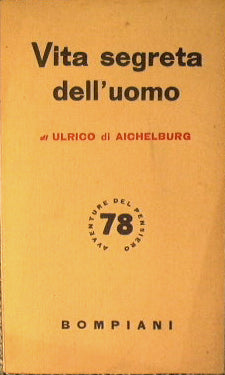 Vita segreta
dell'uomo
di ULRICO di AICHELBURG
AVVENTURE DEL PENSIERO
78
BOMPIANI